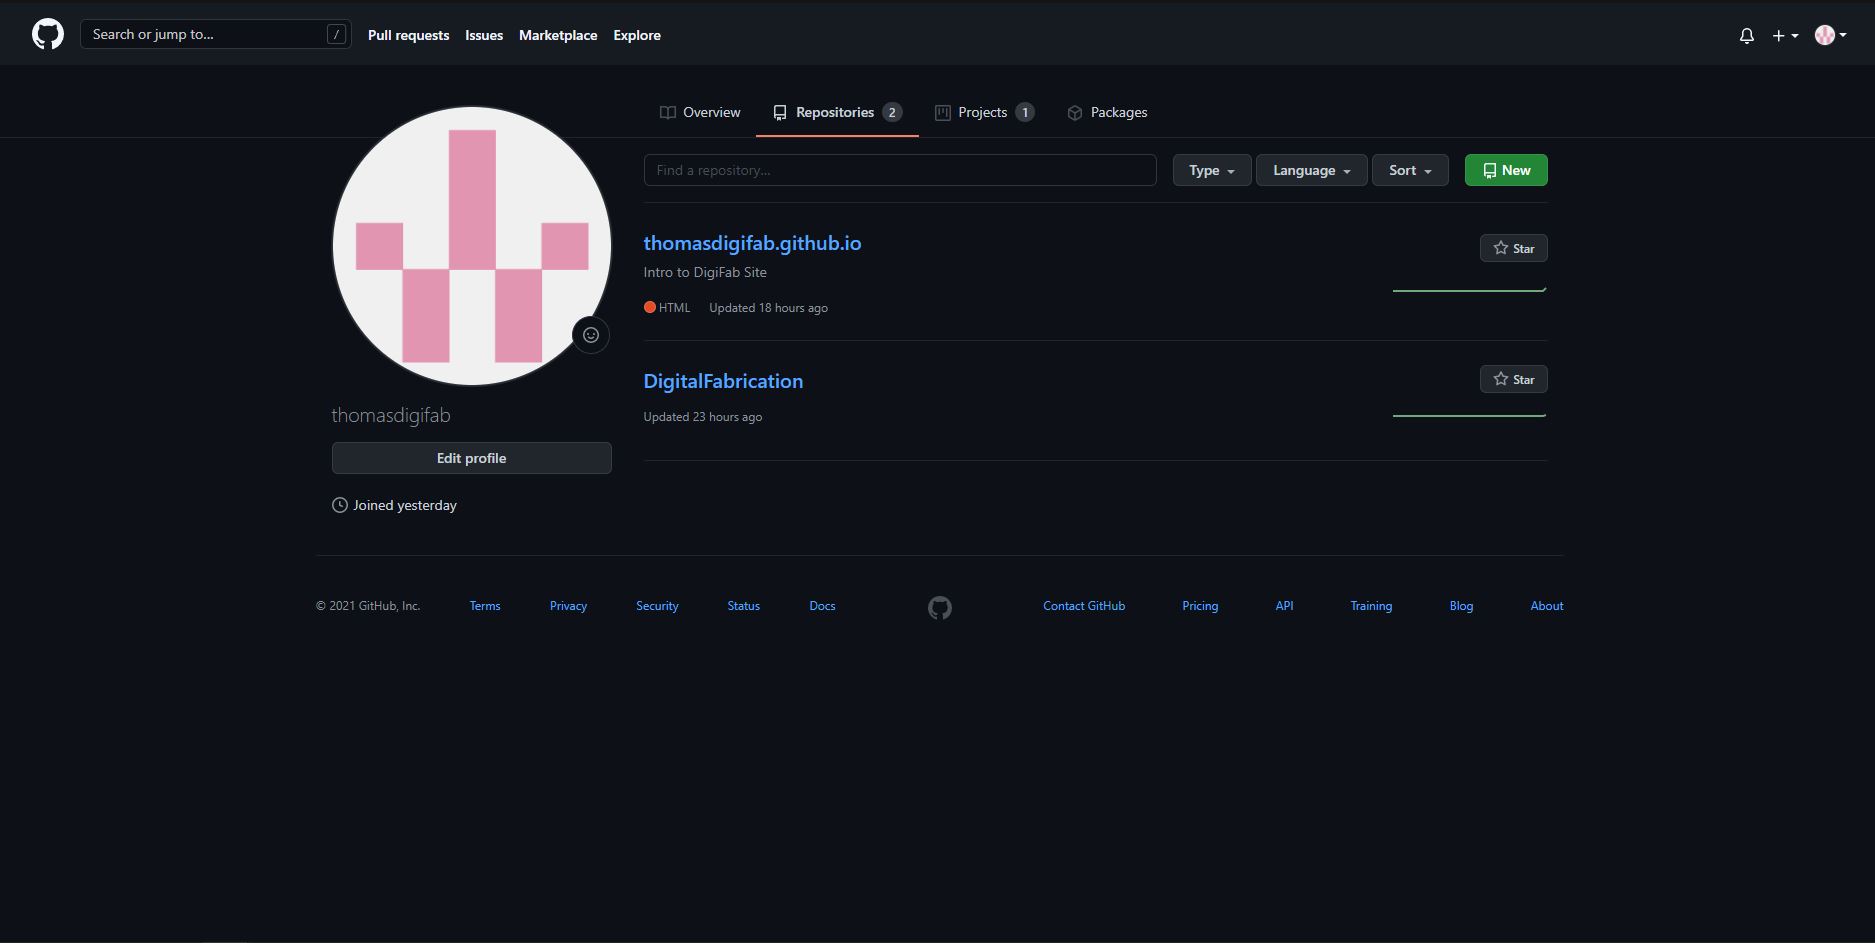 Search or jump to... / Pull requests Issues Marketplace Explore
Overview Repositories 2 Projects 1 Packages
Find a repository... Type Language Sort New
thomasdigifab.github.io Star
Intro to DigiFab Site
HTML Updated 18 hours ago
DigitalFabrication Star
Updated 23 hours ago
thomasdigifab
Edit profile
Joined yesterday
© 2021 GitHub, Inc. Terms Privacy Security Status Docs Contact GitHub Pricing API Training Blog About